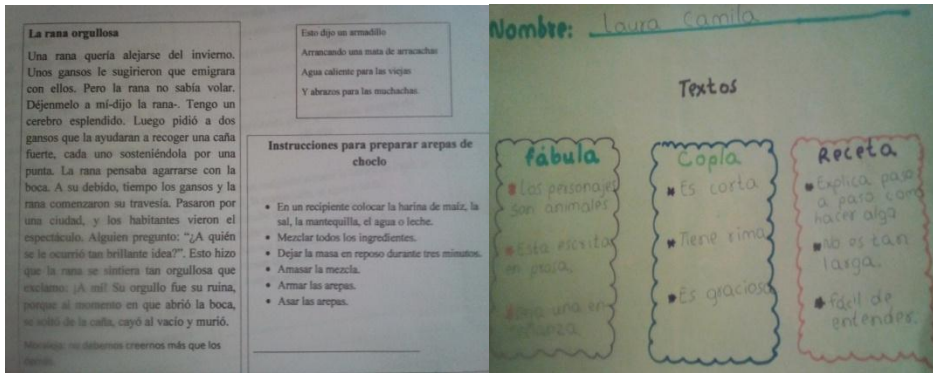 La rana orgullosa
Una rana quería alejarse del invierno.
Unos gansos le sugirieron que emigrara
con ellos. Pero la rana no sabía volar.
Déjenmelo a mí-dijo la rana-. Tengo un
cerebro esplendido. Luego pidió a dos
gansos que la ayudaran a recoger una caña
fuerte, cada uno sosteniéndola por una
punta. La rana pensaba agarrarse con la
boca. A su debido, tiempo los gansos y la
rana comenzaron su travesía. Pasaron por
una ciudad, y los habitantes vieron el
espectáculo. Alguien pregunto: "¿A quién
se le ocurrió tan brillante idea?". Esto hizo
que la rana se sintiera tan orgullosa que
exclamo: ¡A mí! Su orgullo fue su ruina,
porque al momento en que abrió la boca,
se soltó de la caña, cayó al vacío y murió.
no debemos creernos más que los
Esto dijo un armadillo
Arrancando una mata de arracachas
Agua caliente para las viejas
Y abrazos para las muchachas.
Instrucciones para preparar arepas de
choclo
En un recipiente colocar la harina de maíz, la
sal, la mantequilla, el agua o leche.
Mezclar todos los ingredientes.
Dejar la masa en reposo durante tres minutos.
Amasar la mezcla.
Armar las arepas.
Asar las arepas.
Nombre: Laura Camila
Textos
fábula
Los personajes
son animales
Esta escrita
en prosa
una en-
Copla
Es corta
Tiene rima
Es graciosa
Receta
Explica paso
a paso como
hacer algo
No es tan
larga.
fácil de
entender.